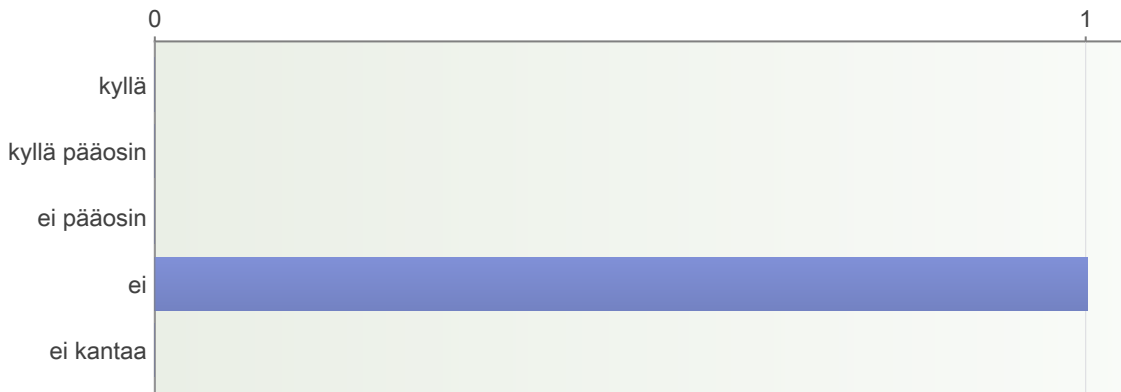 0 1
kyllä
kyllä pääosin
ei pääosin
ei
ei kantaa